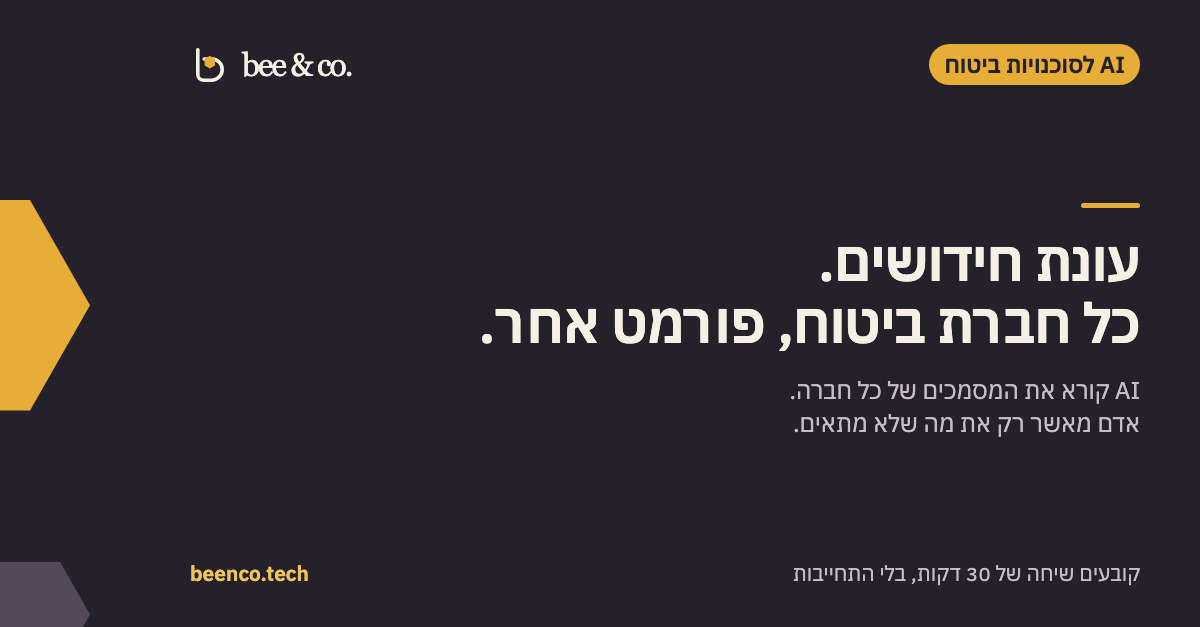 AI לסוכנויות ביטוח
bee & co.
עונת חידושים.
כל חברת ביטוח, פורמט אחר.
AI קורא את המסמכים של כל חברה.
אדם מאשר רק את מה שלא מתאים.
קובעים שיחה של 30 דקות, בלי התחייבות
beenco.tech